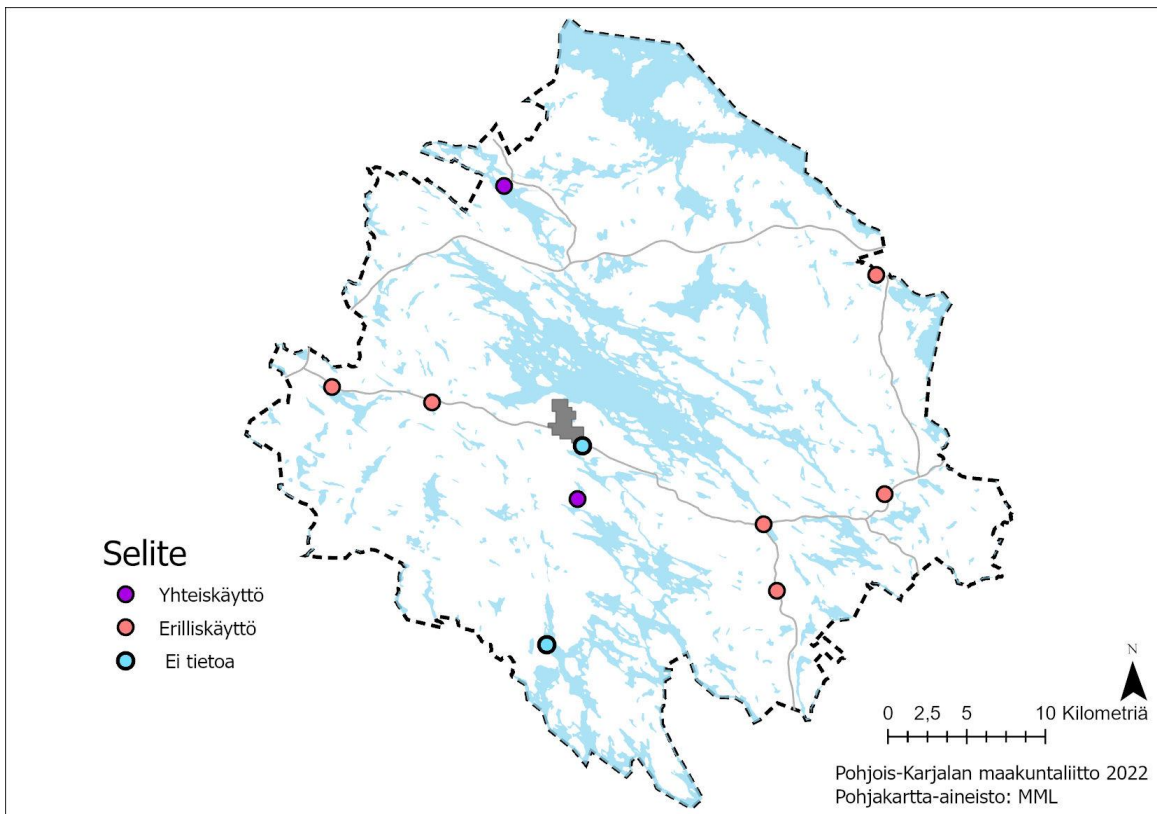 Selite
Yhteiskäyttö
Erilliskäyttö
Ei tietoa
N
0 2,5 5 10 Kilometriä
Pohjois-Karjalan maakuntaliitto 2022
Pohjakartta-aineisto: MML